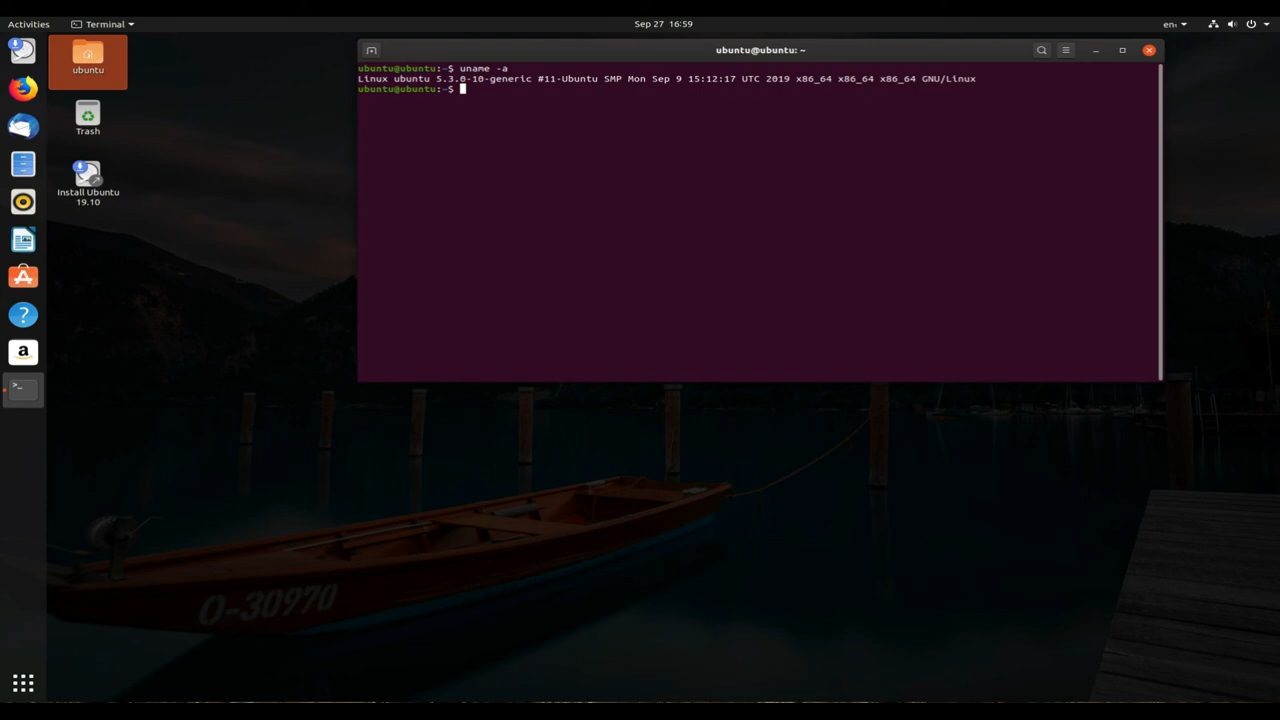 Activities
Terminal
Sep 27 16:59
en₁
ubuntu
Trash
Install Ubuntu
19.10
ubuntu@ubuntu: ~
ubuntu@ubuntu:~$ uname -a
Linux ubuntu 5.3.0-10-generic #11-Ubuntu SMP Mon Sep 9 15:12:17 UTC 2019 x86_64 x86_64 x86_64 GNU/Linux
ubuntu@ubuntu:~$
a
>_
O-30970